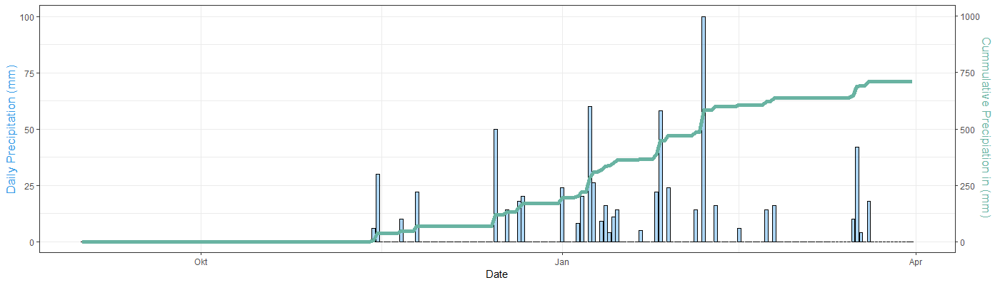 Daily Precipitation (mm)
100
75
50
25
0
Okt
Jan
Apr
Date
1000
750
500
250
0
Cummulative Precipiation in (mm)